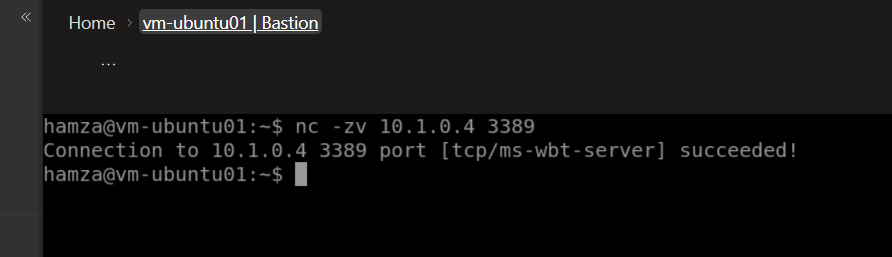 «
Home > vm-ubuntu01 | Bastion
...
hamza@vm-ubuntu01:~$ nc -zv 10.1.0.4 3389
Connection to 10.1.0.4 3389 port [tcp/ms-wbt-server] succeeded!
hamza@vm-ubuntu01:~$